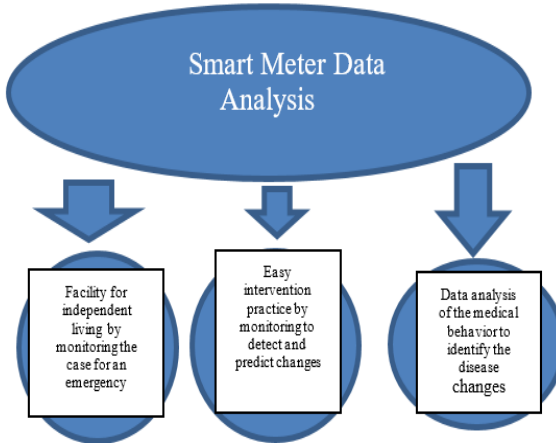 Smart Meter Data
Analysis
Facility for
independent
living by
monitoring the
case for an
emergency
Easy
intervention
practice by
monitoring to
detect and
predict changes
Data analysis
of the medical
behavior to
identify the
disease
changes